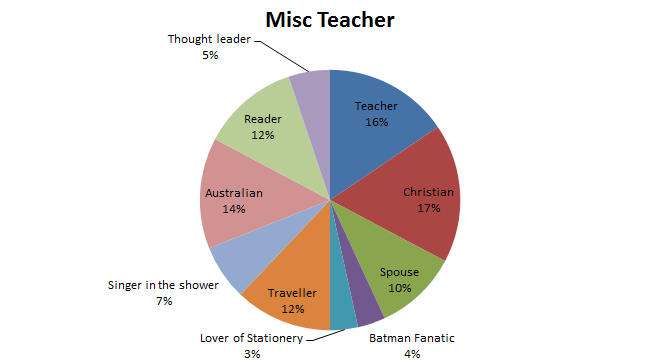 Misc Teacher
Thought leader
5%
Teacher
16%
Christian
17%
Spouse
10%
Batman Fanatic
4%
Lover of Stationery
3%
Traveller
12%
Singer in the shower
7%
Australian
14%
Reader
12%